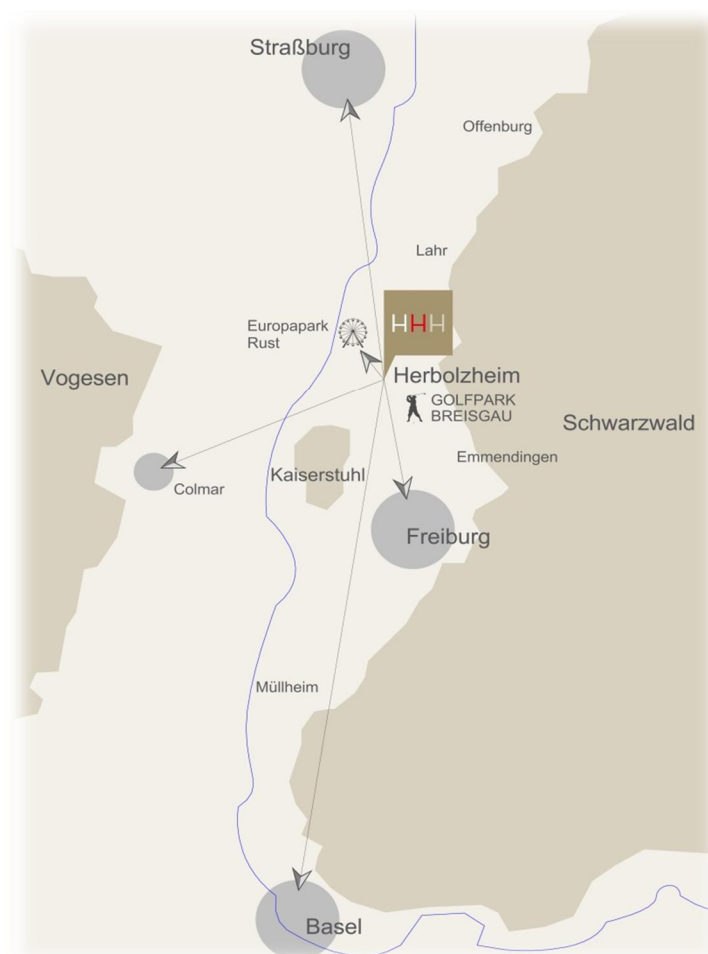 Straßburg
Offenburg
Lahr
HHH
Europapark
Rust
Herbolzheim
GOLFPARK
BREISGAU
Vogesen
Schwarzwald
Emmendingen
Kaiserstuhl
Colmar
Freiburg
Müllheim
Basel